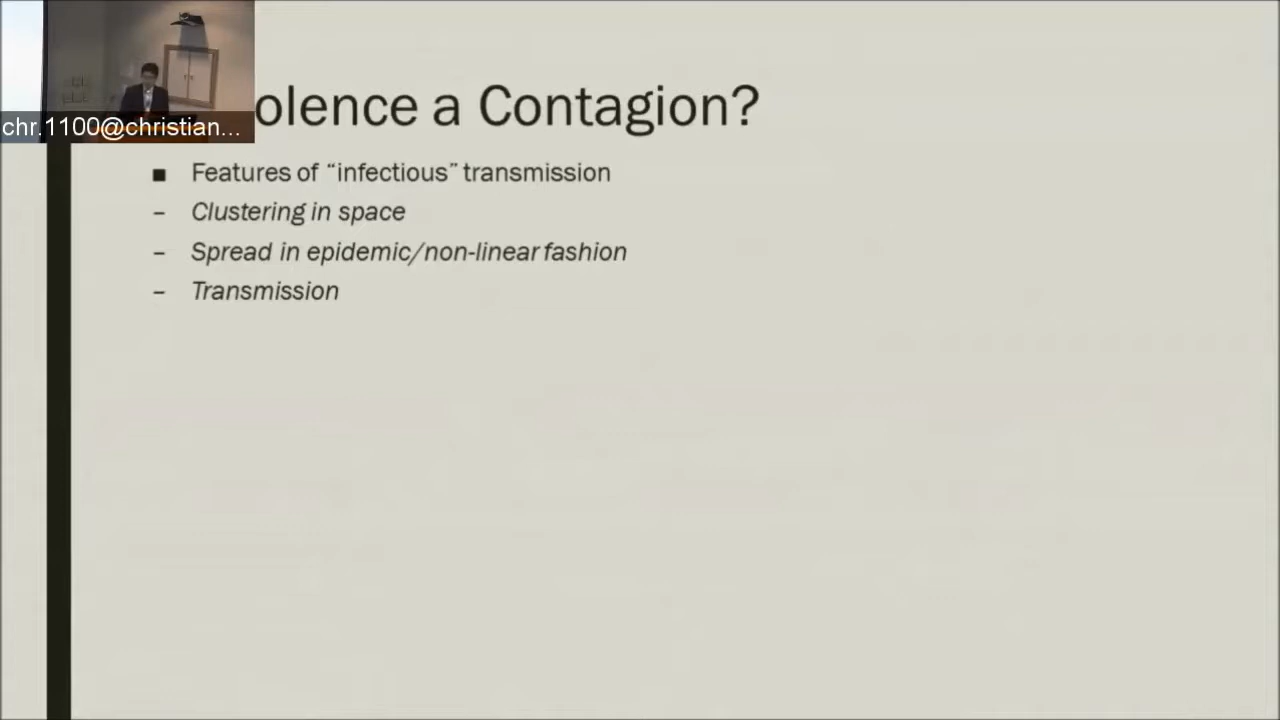 olence a Contagion?
chr.1100@christian...
■ Features of “infectious” transmission
– Clustering in space
– Spread in epidemic/non-linear fashion
– Transmission